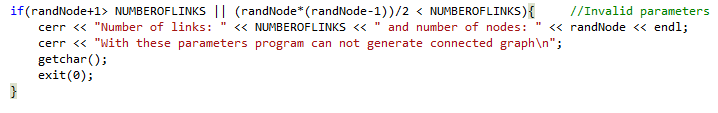 if(randNode+1> NUMBEROFLINKS || (randNode*(randNode-1))/2 < NUMBEROFLINKS){     //Invalid parameters
    cerr << "Number of links: " << NUMBEROFLINKS << " and number of nodes: " << randNode << endl;
    cerr << "With these parameters program can not generate connected graph\n";
    getchar();
    exit(0);
}